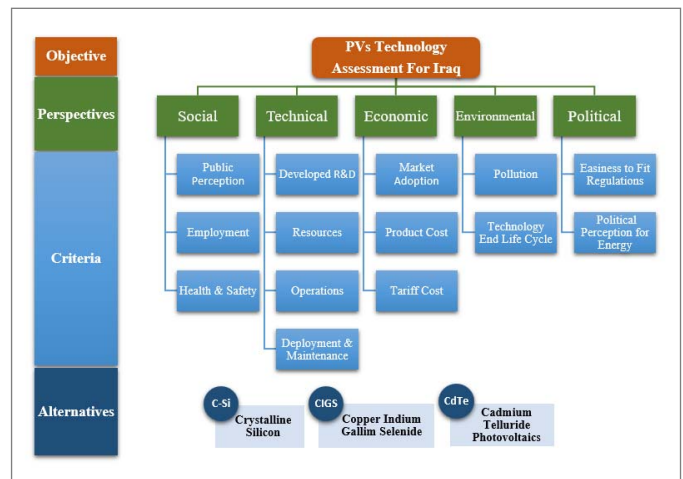 Objective
PVs Technology
Assessment For Iraq
Perspectives
Social
Technical
Economic
Environmental
Political
Criteria
Public
Perception
Employment
Health & Safety
Developed R&D
Resources
Operations
Deployment &
Maintenance
Market
Adoption
Product Cost
Tariff Cost
Pollution
Technology
End Life Cycle
Easiness to Fit
Regulations
Political
Perception for
Energy
Alternatives
C-Si
Crystalline
Silicon
CIGS
Copper Indium
Gallim Selenide
CdTe
Cadmium
Telluride
Photovoltaics